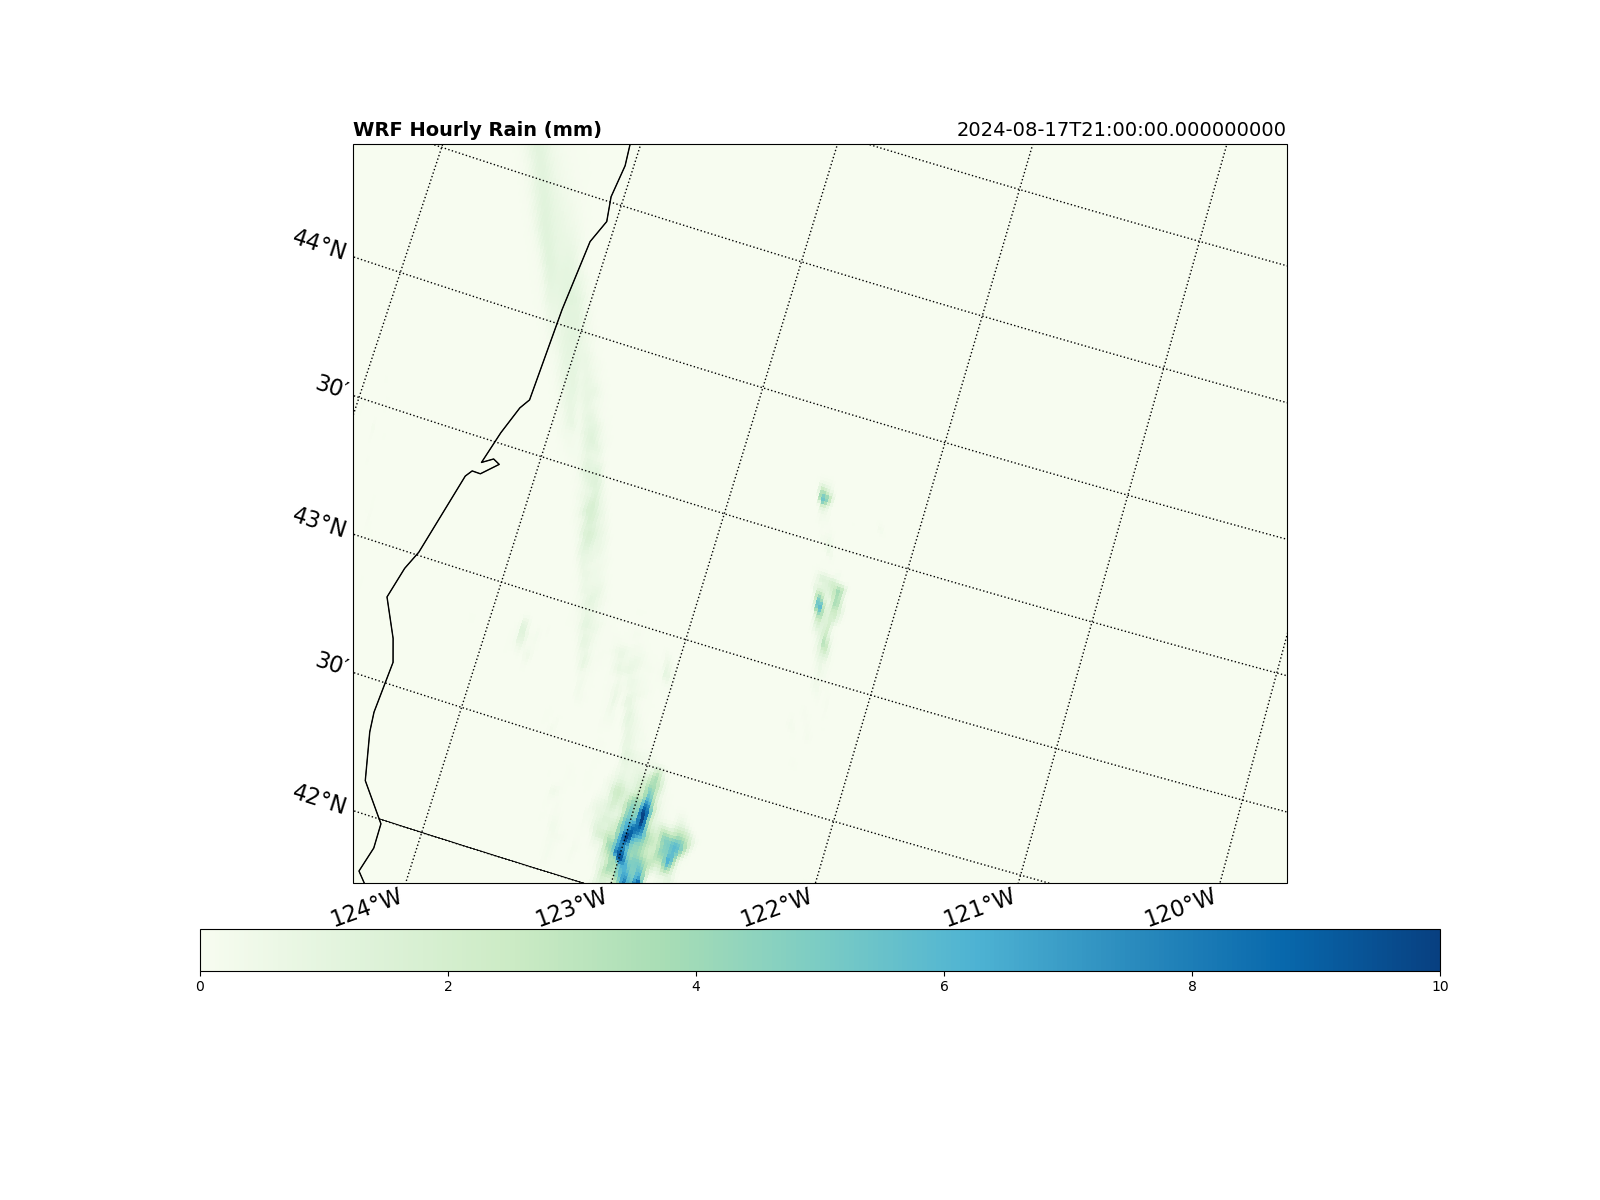 WRF Hourly Rain (mm) 2024-08-17T21:00:00.000000000
44°N
30′
43°N
30′
42°N
124°W 123°W 122°W 121°W 120°W
0 2 4 6 8 10